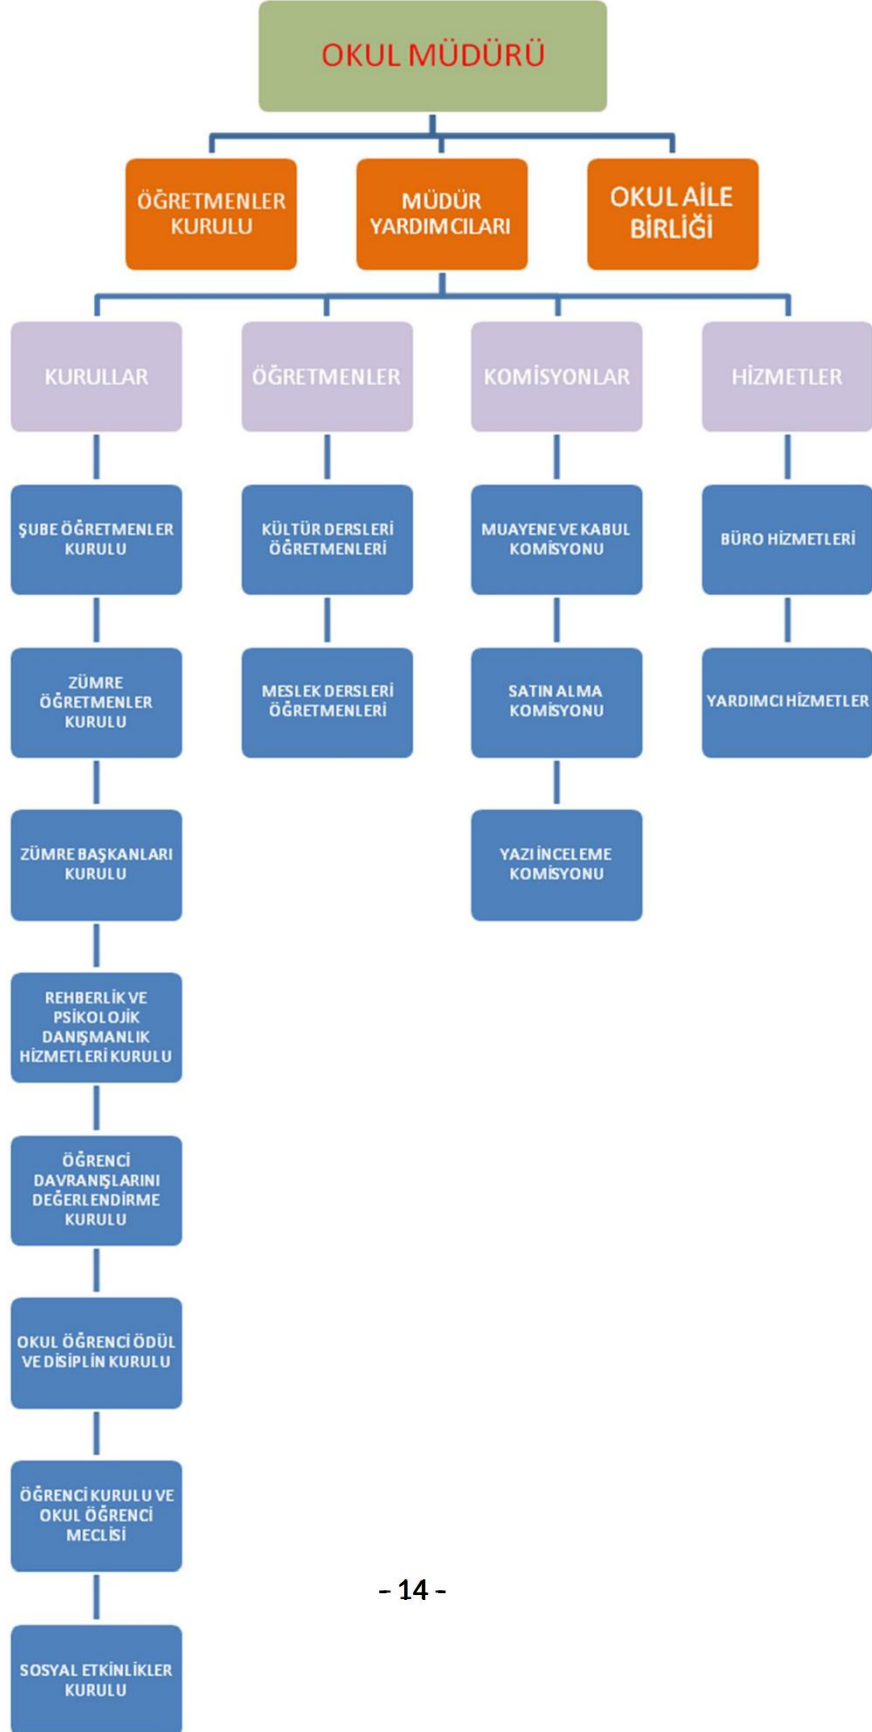 OKUL MÜDÜRÜ
ÖĞRETMENLER
KURULU
MÜDÜR
YARDIMCILARI
OKUL AİLE
BİRLİĞİ
KURULLAR
ÖĞRETMENLER
KOMİSYONLAR
HİZMETLER
ŞUBE ÖĞRETMENLER
KURULU
KÜLTÜR DERSLERİ
ÖĞRETMENLERİ
MUAYENE VE KABUL
KOMİSYONU
BÜRO HİZMETLERİ
ZÜMRE
ÖĞRETMENLER
KURULU
MESLEK DERSLERİ
ÖĞRETMENLERİ
SATIN ALMA
KOMİSYONU
YARDIMCI HİZMETLER
ZÜMRE BAŞKANLARI
KURULU
YAZI İNCELEME
KOMİSYONU
REHBERLİK VE
PSİKOLOJİK
DANIŞMANLIK
HİZMETLERİ KURULU
ÖĞRENCİ
DAVRANIŞLARINI
DEĞERLENDİRME
KURULU
OKUL ÖĞRENCİ ÖDÜL
VE DİSİPLİN KURULU
ÖĞRENCİ KURULU VE
OKUL ÖĞRENCİ
MECLİSİ
- 14 -
SOSYAL ETKİNLİKLER
KURULU